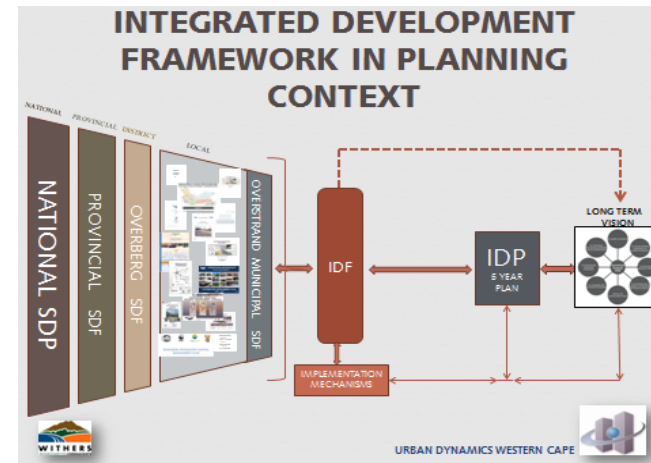 INTEGRATED DEVELOPMENT
FRAMEWORK IN PLANNING
CONTEXT
NATIONAL
PROVINCIAL
DISTRICT
LOCAL
NATIONAL SDP
PROVINCIAL SDF
OVERBERG SDF
OVERSTRAND MUNICIPAL SDF
IDF
IMPLEMENTATION
MECHANISMS
IDP
5 YEAR
PLAN
LONG TERM
VISION
WITHERS
URBAN DYNAMICS WESTERN CAPE